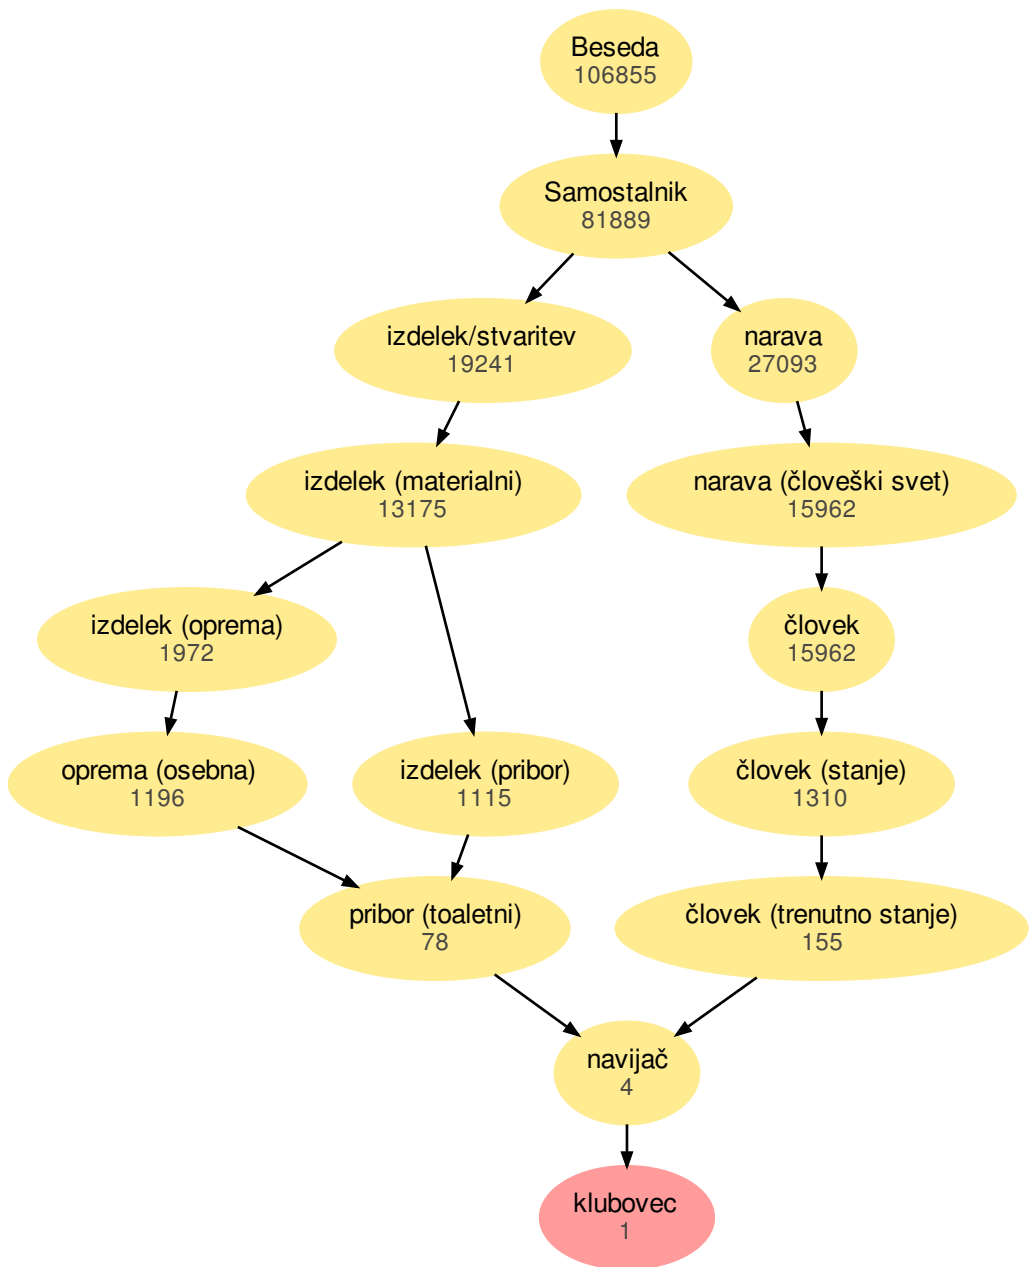 Beseda
106855
Samostalnik
81889
izdelek/stvaritev
19241
narava
27093
izdelek (materialni)
13175
narava (človeški svet)
15962
izdelek (oprema)
1972
človek
15962
oprema (osebna)
1196
izdelek (pribor)
1115
človek (stanje)
1310
pribor (toaletni)
78
človek (trenutno stanje)
155
navijač
4
klubovec
1